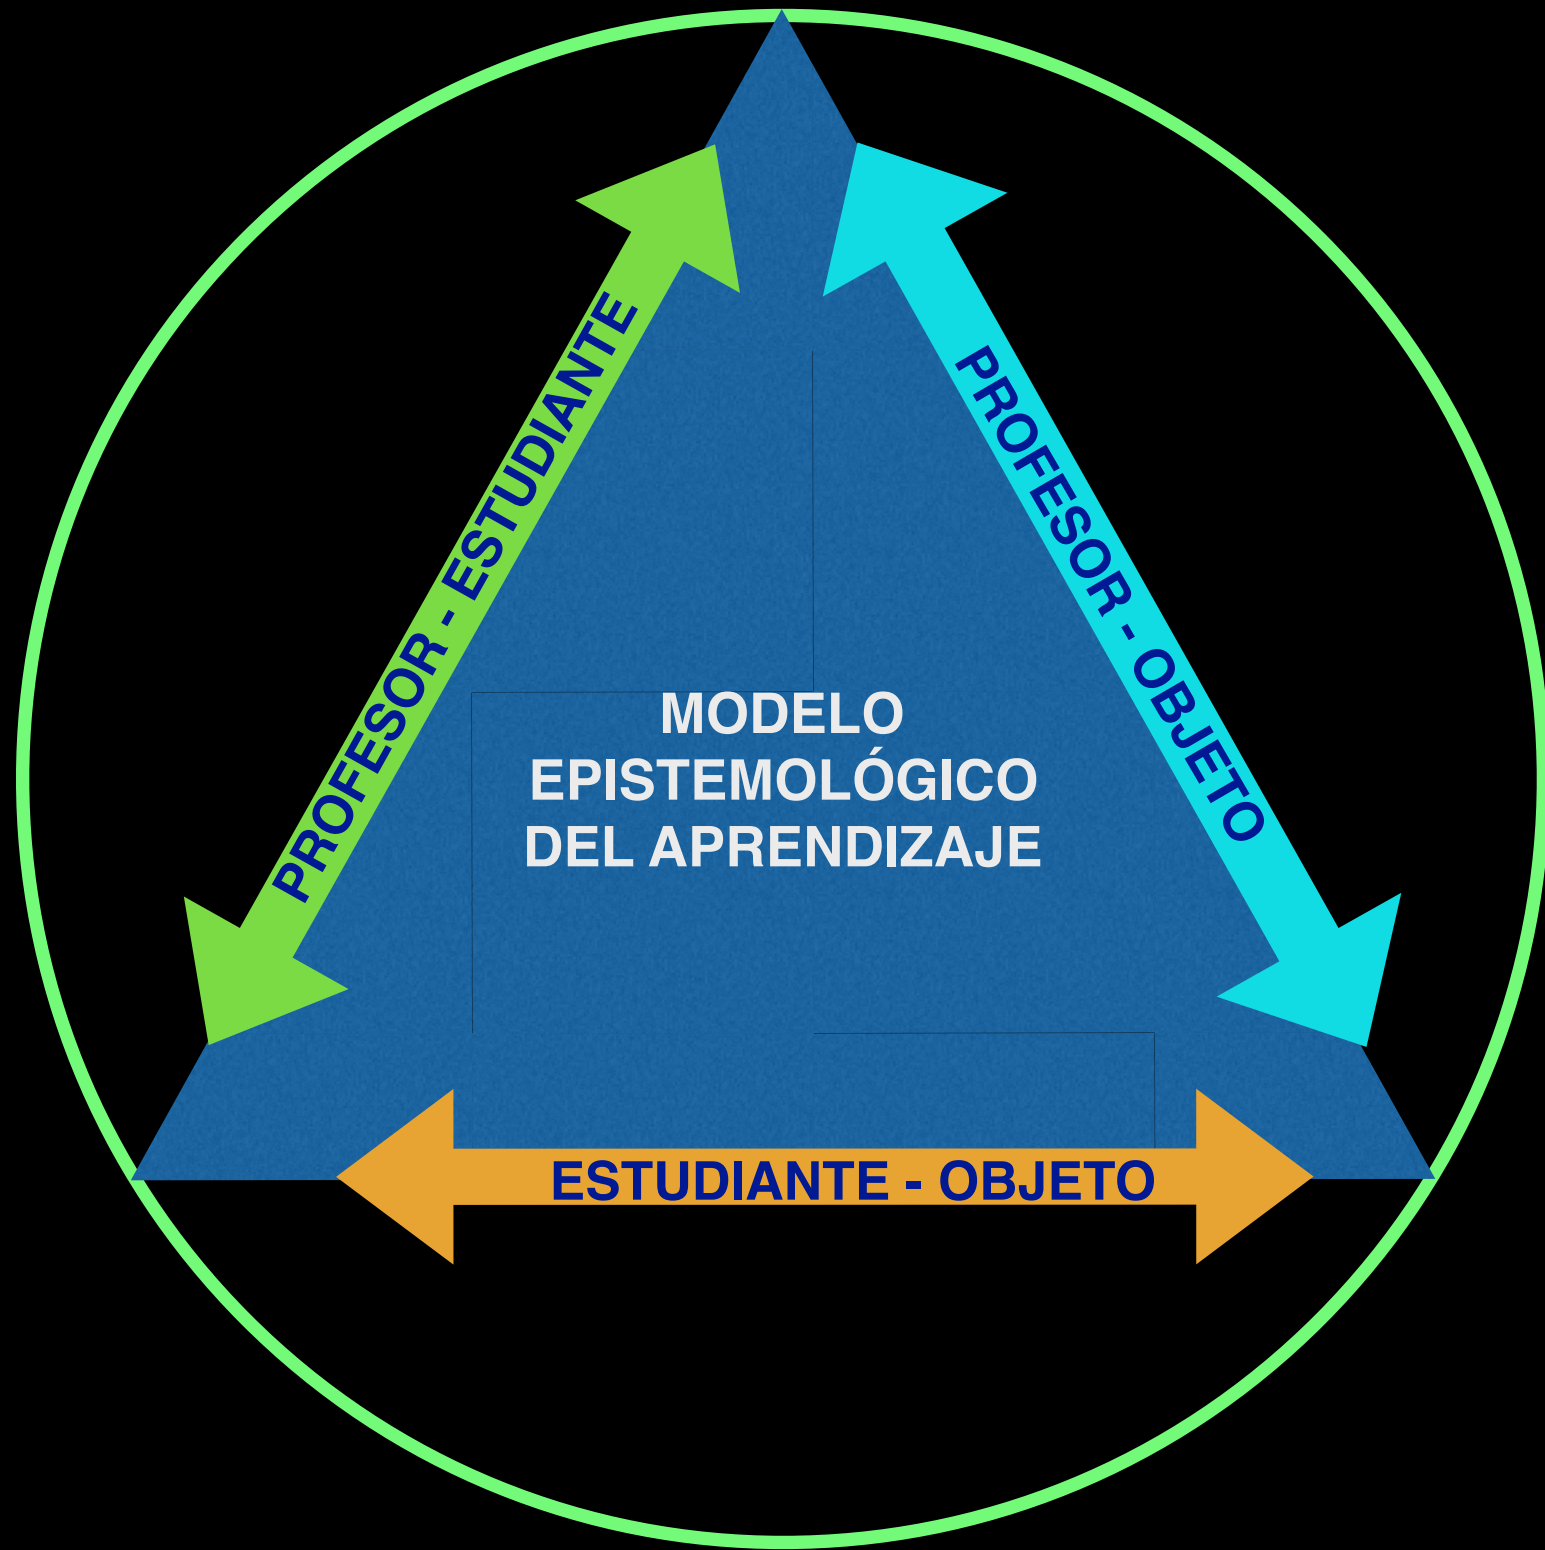 PROFESOR - ESTUDIANTE
PROFESOR - OBJETO
MODELO
EPISTEMOLÓGICO
DEL APRENDIZAJE
ESTUDIANTE - OBJETO